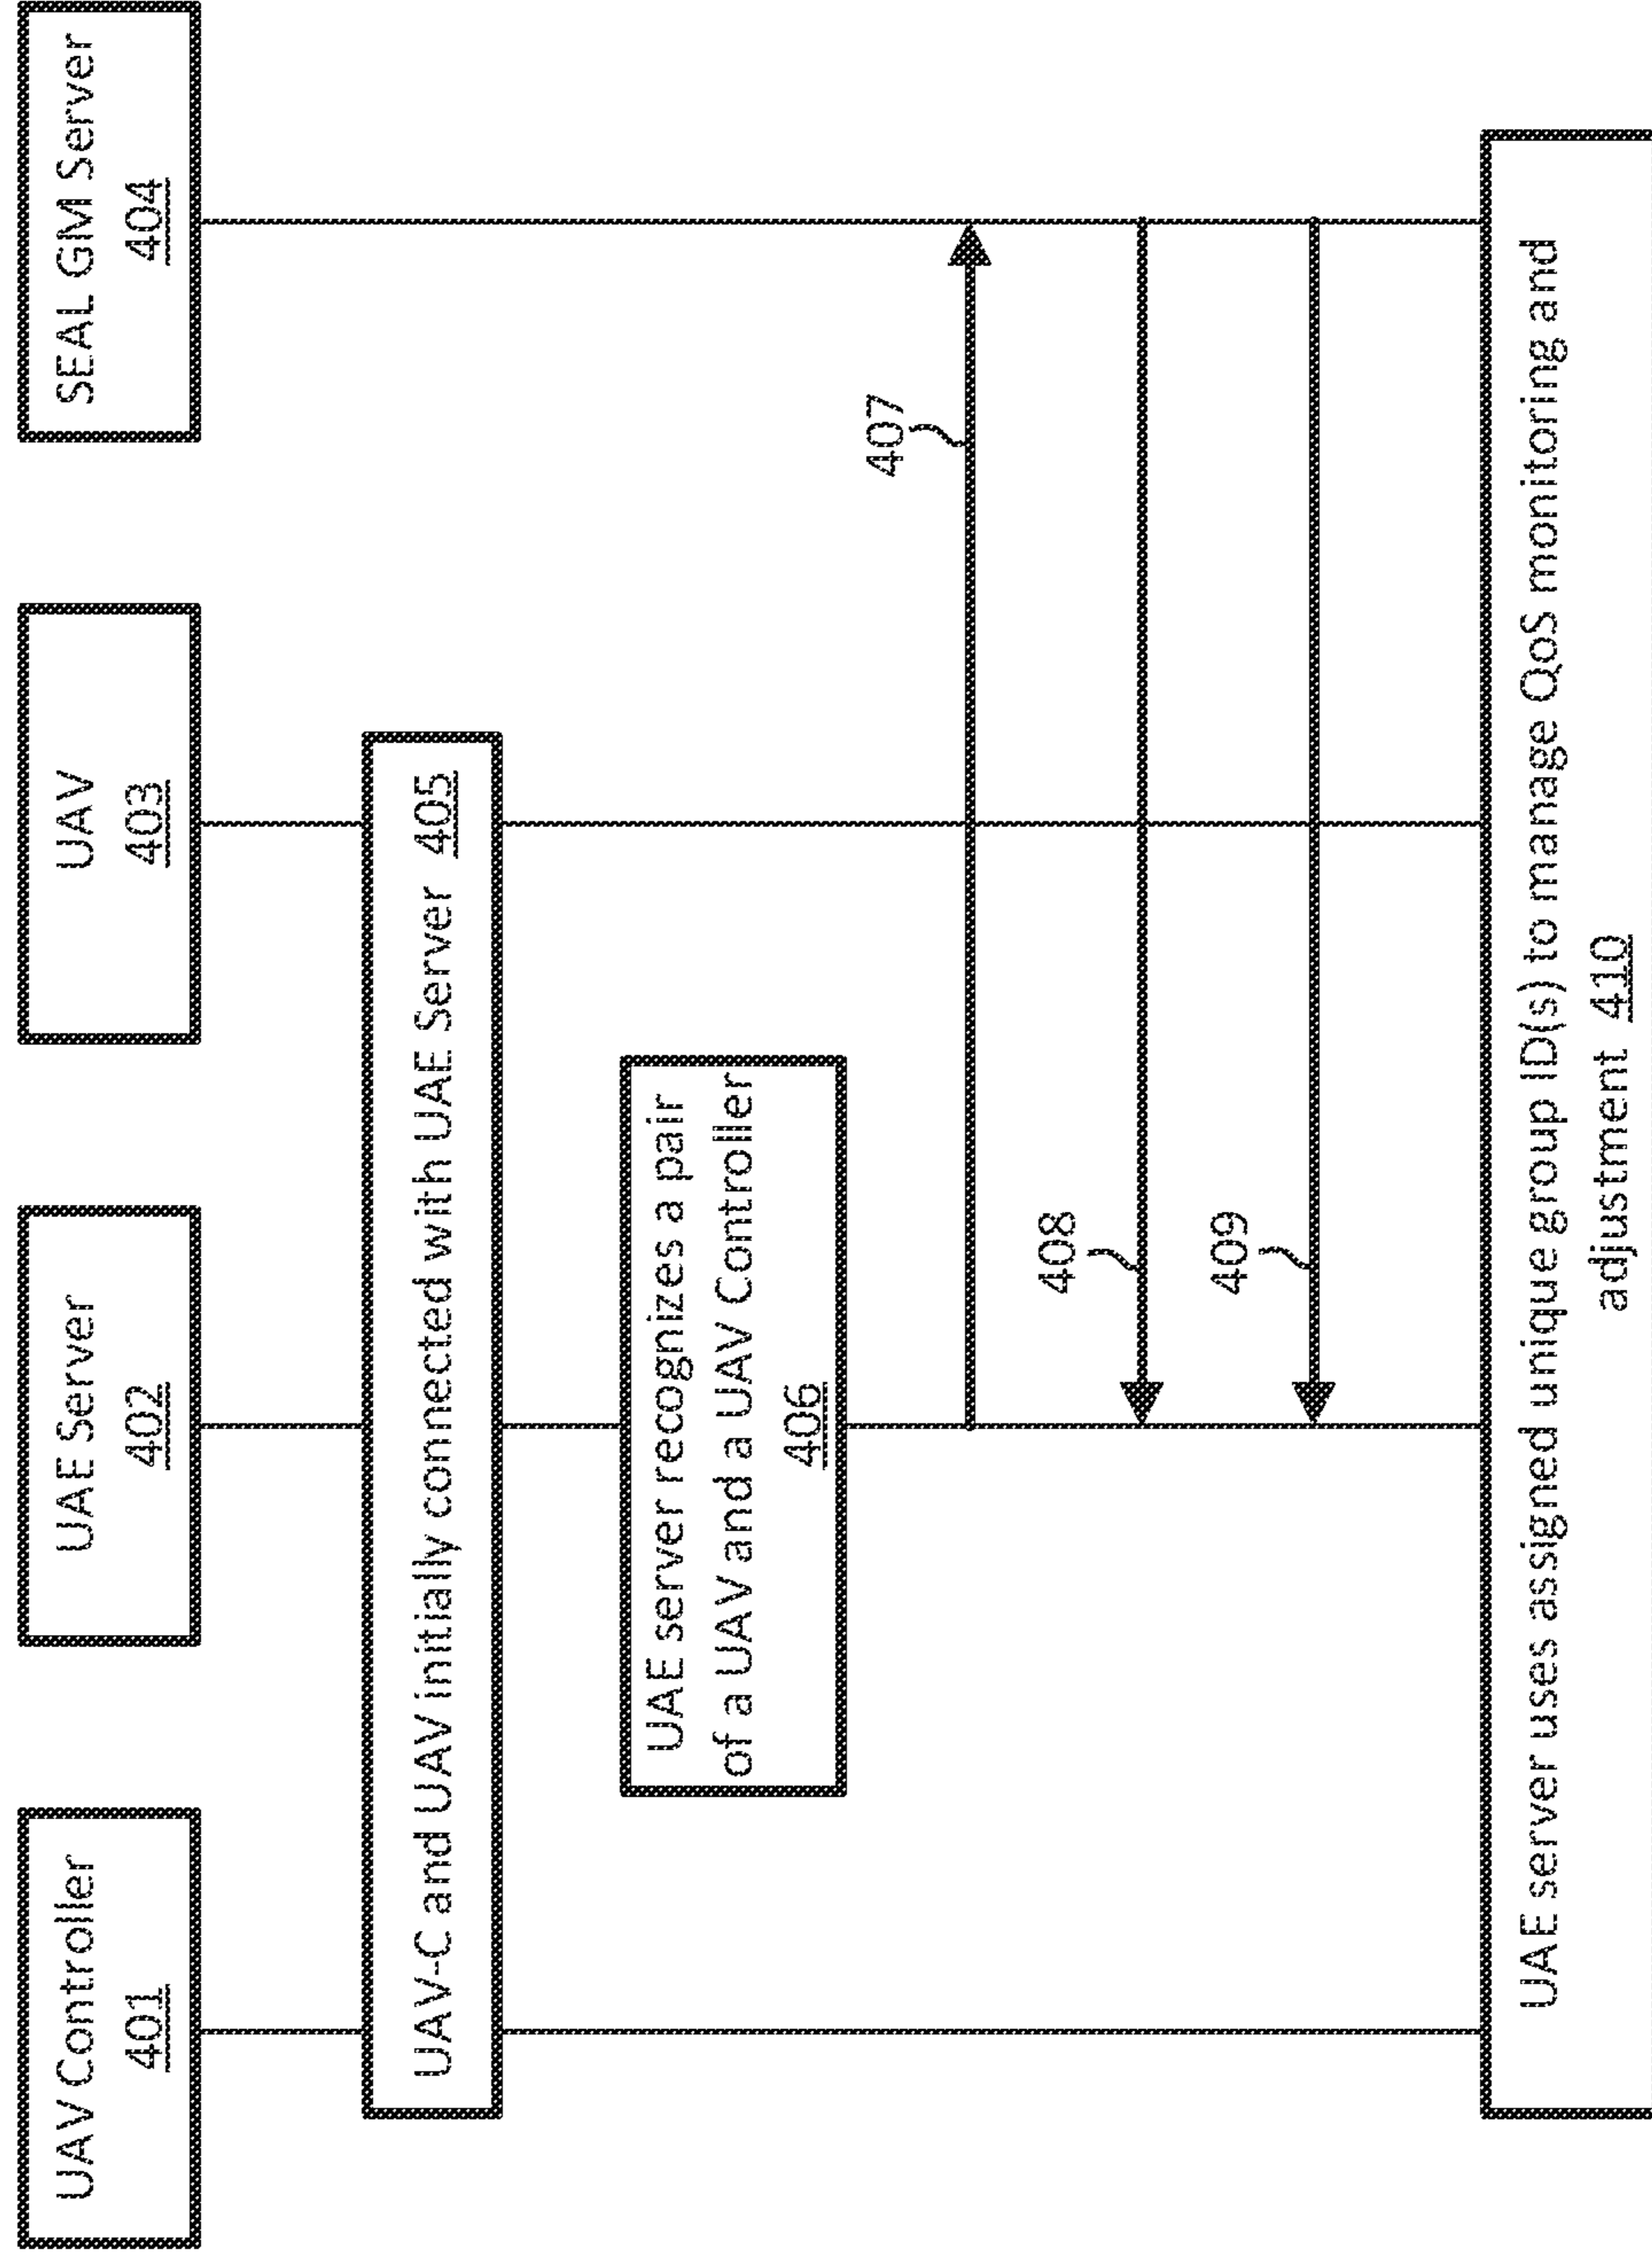 UAV Controller
401
UAE Server
402
UAV
403
SEAL GM Server
404
UAV-C and UAV initially connected with UAE Server 405
UAE server recognizes a pair
of a UAV and a UAV Controller
406
407
408
409
UAE server uses assigned unique group ID(s) to manage QoS monitoring and
adjustment 410